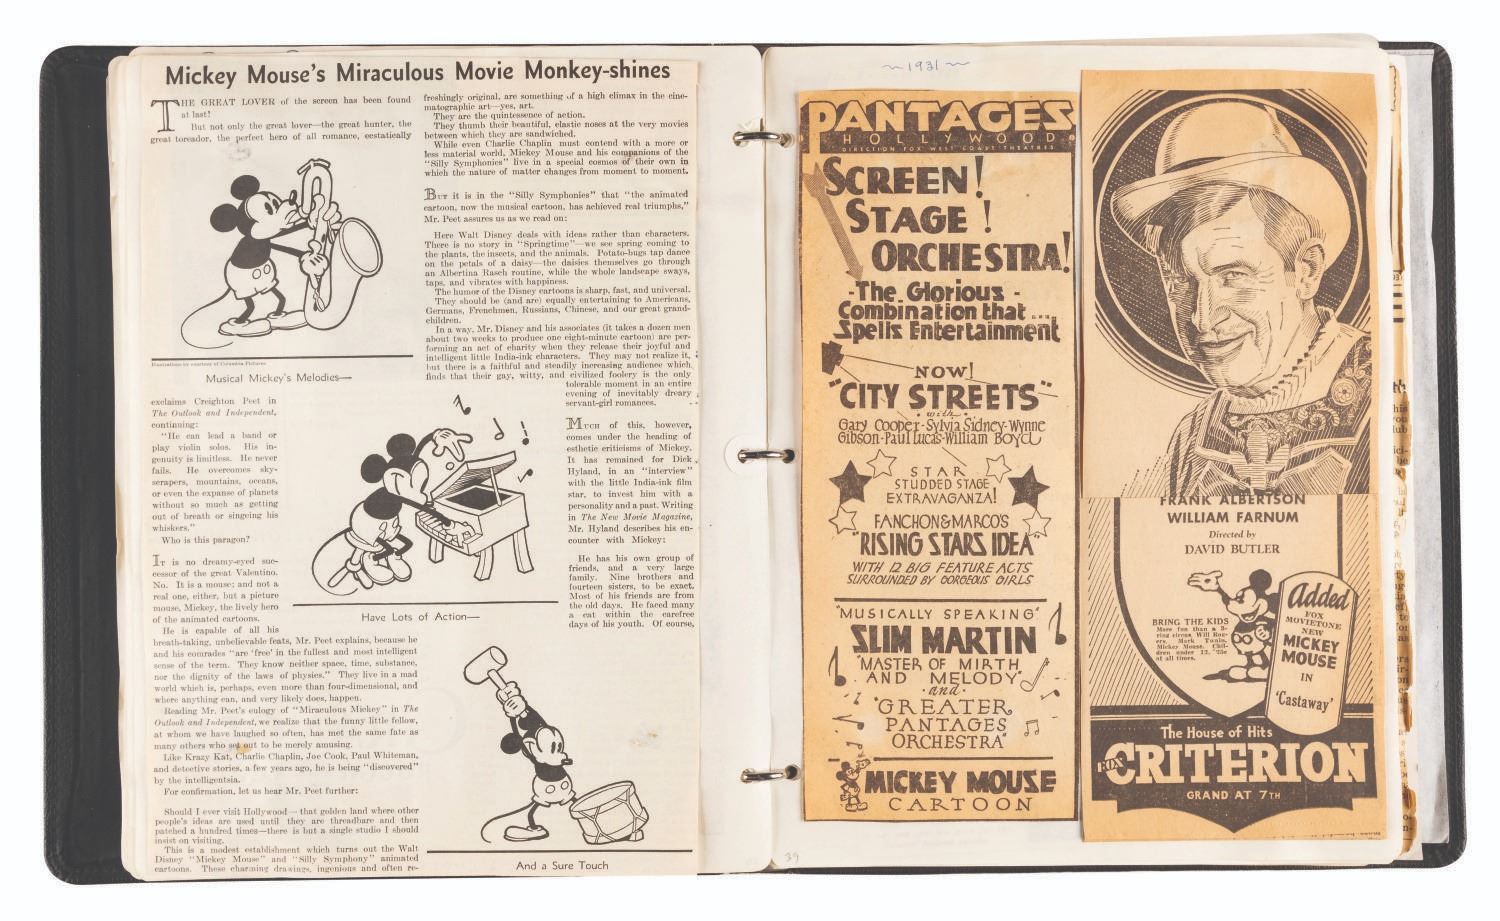 Mickey Mouse's Miraculous Movie Monkey-shines
THE GREAT LOVER of the screen has been found
at last!
But not only the great lover—the great hunter, the
great toreador, the perfect hero of all romance, ecstatically
Illustrations by courtesy of Columbia Pictures
Musical Mickey's Melodies—
exclaims Creighton Peet in
The Outlook and Independent,
continuing:
"He can lead a band or
play violin solos. His in-
genuity is limitless. He never
fails. He overcomes sky-
scrapers, mountains, oceans,
or even the expanse of planets
without so much as getting
out of breath or singeing his
whiskers."
Who is this paragon?
It is no dreamy-eyed suc-
cessor of the great Valentino.
No. It is a mouse; and not a
real one, either, but a picture
mouse, Mickey, the lively hero
of the animated cartoons.
He is capable of all his
breath-taking, unbelievable feats, Mr. Peet explains, because he
and his comrades "are 'free' in the fullest and most intelligent
sense of the term. They know neither space, time, substance,
nor the dignity of the laws of physics." They live in a mad
world which is, perhaps, even more than four-dimensional, and
where anything can, and very likely does, happen.
Reading Mr. Peet's eulogy of "Miraculous Mickey" in The
Outlook and Independent, we realize that the funny little fellow,
at whom we have laughed so often, has met the same fate as
many others who set out to be merely amusing.
Like Krazy Kat, Charlie Chaplin, Joe Cook, Paul Whiteman,
and detective stories, a few years ago, he is being "discovered"
by the intelligentsia.
For confirmation, let us hear Mr. Peet further:
Should I ever visit Hollywood—that golden land where other
people's ideas are used until they are threadbare and then
patched a hundred times—there is but a single studio I should
insist on visiting.
This is a modest establishment which turns out the Walt
Disney "Mickey Mouse" and "Silly Symphony" animated
cartoons. These charming drawings, ingenious and often re-
freshingly original, are something of a high climax in the cine-
matographic art—yes, art.
They are the quintessence of action.
They thumb their beautiful, elastic noses at the very movies
between which they are sandwiched.
While even Charlie Chaplin must contend with a more or
less material world, Mickey Mouse and his companions of the
"Silly Symphonies" live in a special cosmos of their own in
which the nature of matter changes from moment to moment.
But it is in the "Silly Symphonies" that "the animated
cartoon, now the musical cartoon, has achieved real triumphs,"
Mr. Peet assures us as we read on:
Here Walt Disney deals with ideas rather than characters.
There is no story in "Springtime"—we see spring coming to
the plants, the insects, and the animals. Potato-bugs tap dance
on the petals of a daisy—the daisies themselves go through
an Albertina Rasch routine, while the whole landscape sways,
taps, and vibrates with happiness.
The humor of the Disney cartoons is sharp, fast, and universal.
They should be (and are) equally entertaining to Americans,
Germans, Frenchmen, Russians, Chinese, and our great grand-
children.
In a way, Mr. Disney and his associates (it takes a dozen men
about two weeks to produce one eight-minute cartoon) are per-
forming an act of charity when they release their joyful and
intelligent little India-ink characters. They may not realize it,
but there is a faithful and steadily increasing audience which
finds that their gay, witty, and civilized foolery is the only
tolerable moment in an entire
evening of inevitably dreary
servant-girl romances.
Much of this, however,
comes under the heading of
esthetic criticisms of Mickey.
It has remained for Dick
Hyland, in an "interview"
with the little India-ink film
star, to invest him with a
personality and a past. Writing
in The New Movie Magazine,
Mr. Hyland describes his en-
counter with Mickey:
He has his own group of
friends, and a very large
family. Nine brothers and
fourteen sisters, to be exact.
Most of his friends are from
the old days. He faced many
a cat within the carefree
days of his youth. Of course,
Have Lots of Action—
And a Sure Touch
~1931~
PANTAGES
HOLLYWOOD
DIRECTION FOX WEST COAST THEATRES
SCREEN!
STAGE!
ORCHESTRA!
-The Glorious-
Combination that...
Spells Entertainment
NOW!
"CITY STREETS"
-with-
Gary Cooper-Sylvia Sidney-Wynne
Gibson-Paul Lucas-William Boyd
STAR
STUDDED STAGE
EXTRAVAGANZA!
FANCHON & MARCO'S
"RISING STARS IDEA"
WITH 12 BIG FEATURE ACTS
SURROUNDED BY GORGEOUS GIRLS
"MUSICALLY SPEAKING"
SLIM MARTIN
"MASTER OF MIRTH
AND MELODY"
-and-
"GREATER
PANTAGES
ORCHESTRA"
MICKEY MOUSE
CARTOON
39
FRANK ALBERTSON
WILLIAM FARNUM
Directed by
DAVID BUTLER
BRING THE KIDS
More fun than a 3-
ring circus. Will Rog-
ers. Mark Twain.
Mickey Mouse. Chil-
dren under 12, 25c
at all times.
Added
FOX
MOVIETONE
NEW
MICKEY
MOUSE
IN
'Castaway'
The House of Hits
FOX CRITERION
GRAND AT 7TH